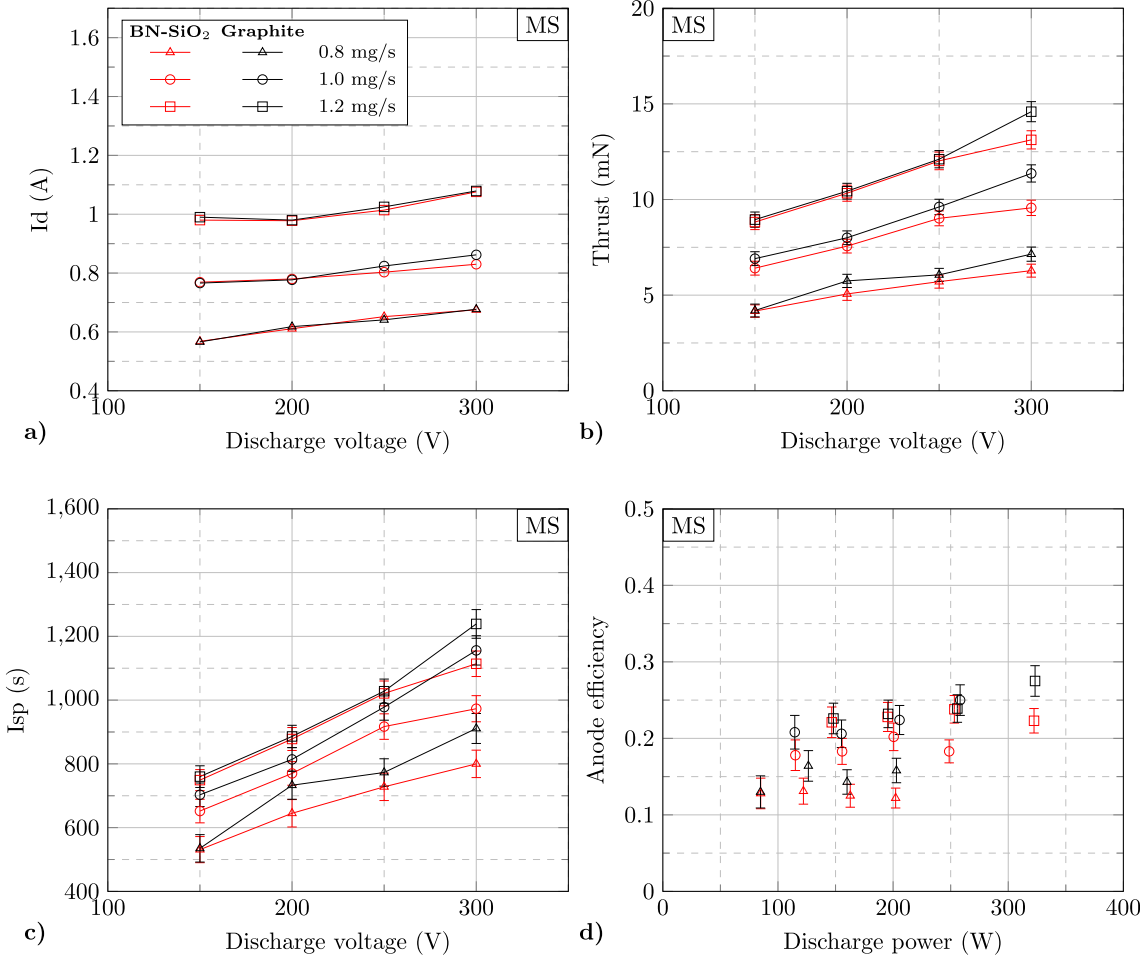 MS
BN-SiO₂ Graphite
0.8 mg/s
1.0 mg/s
1.2 mg/s
1.6
1.4
1.2
1
0.8
0.6
0.4
Id (A)
100 200 300
Discharge voltage (V)
a)
MS
20
15
10
5
0
Thrust (mN)
100 200 300
Discharge voltage (V)
b)
MS
1,600
1,400
1,200
1,000
800
600
400
Isp (s)
100 200 300
Discharge voltage (V)
c)
MS
0.5
0.4
0.3
0.2
0.1
0
Anode efficiency
0 100 200 300 400
Discharge power (W)
d)